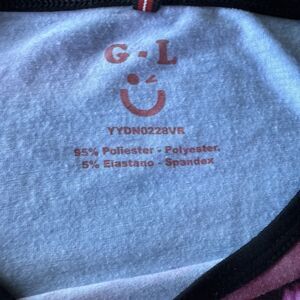 G - L
YYDN0228VR
95% Poliester - Polyester.
5% Elastano - Spandex